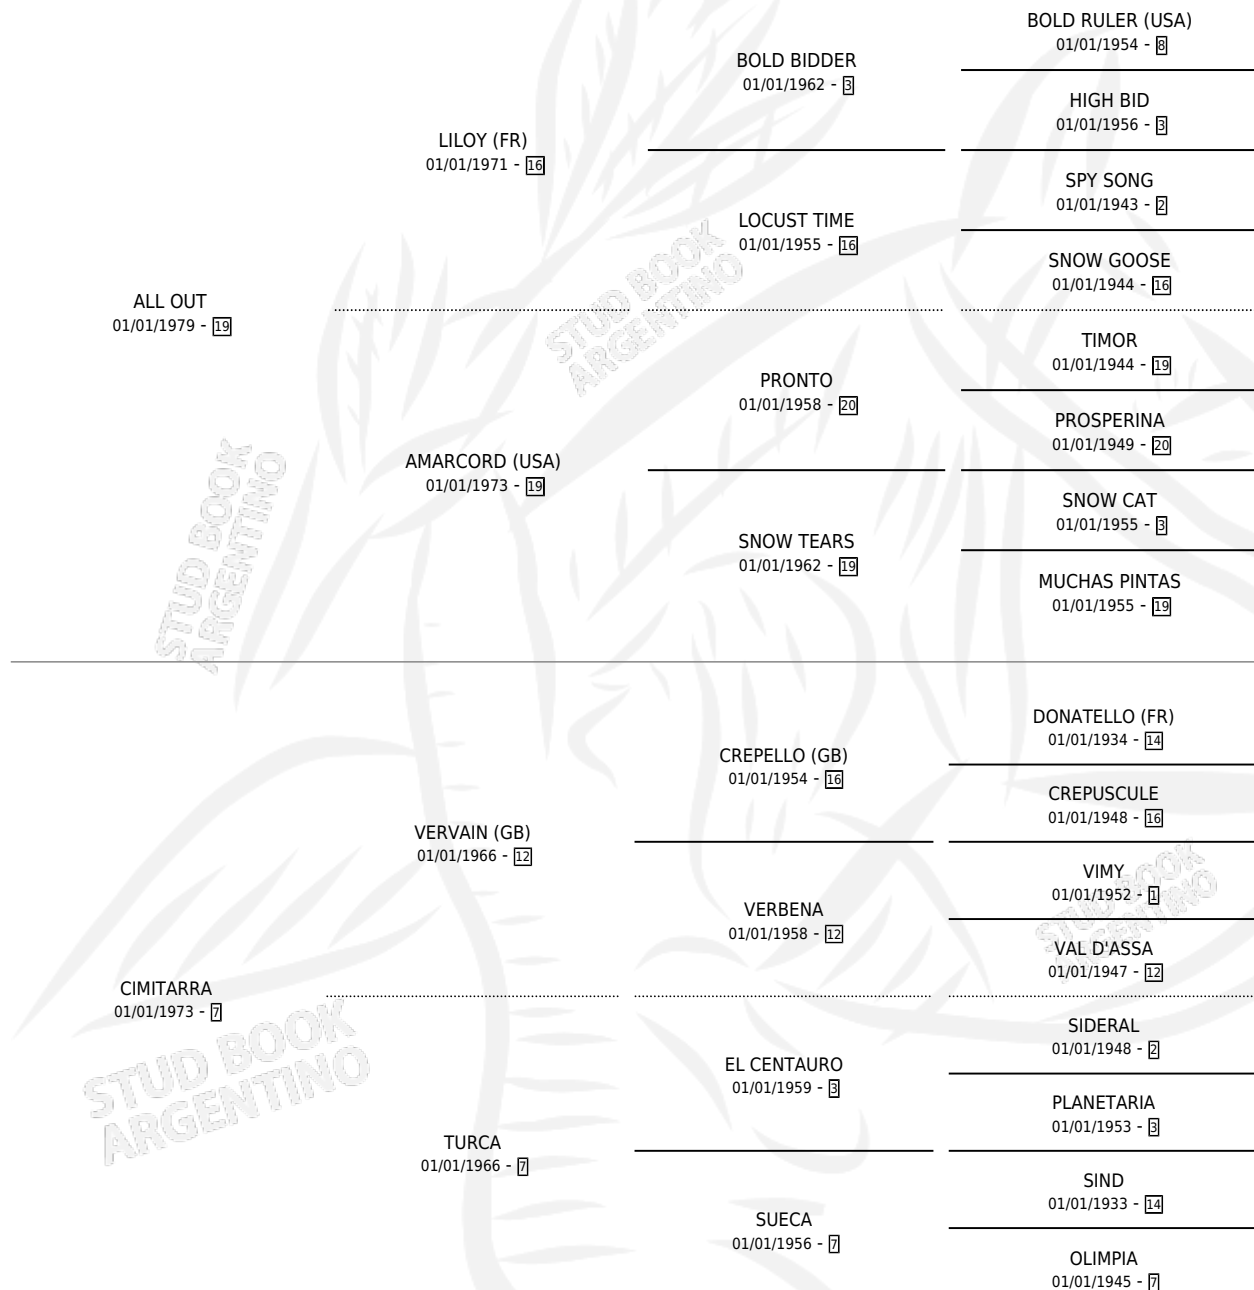 BOLD RULER (USA)
01/01/1954 - 8
BOLD BIDDER
01/01/1962 - 3
HIGH BID
01/01/1956 - 3
LILOY (FR)
01/01/1971 - 16
SPY SONG
01/01/1943 - 2
LOCUST TIME
01/01/1955 - 16
SNOW GOOSE
01/01/1944 - 16
STUD BOOK
ARGENTINO
ALL OUT
01/01/1979 - 19
TIMOR
01/01/1944 - 19
PRONTO
01/01/1958 - 20
PROSPERINA
01/01/1949 - 20
AMARCORD (USA)
01/01/1973 - 19
SNOW CAT
01/01/1955 - 3
SNOW TEARS
01/01/1962 - 19
MUCHAS PINTAS
01/01/1955 - 19
STUD BOOK
ARGENTINO
DONATELLO (FR)
01/01/1934 - 14
CREPELLO (GB)
01/01/1954 - 16
CREPUSCULE
01/01/1948 - 16
VERVAIN (GB)
01/01/1966 - 12
VIMY
01/01/1952 - 1
VERBENA
01/01/1958 - 12
VAL D'ASSA
01/01/1947 - 12
STUD BOOK
ARGENTINO
CIMITARRA
01/01/1973 - 7
SIDERAL
01/01/1948 - 2
EL CENTAURO
01/01/1959 - 3
PLANETARIA
01/01/1953 - 3
STUD BOOK
ARGENTINO
TURCA
01/01/1966 - 7
SIND
01/01/1933 - 14
SUECA
01/01/1956 - 7
OLIMPIA
01/01/1945 - 7